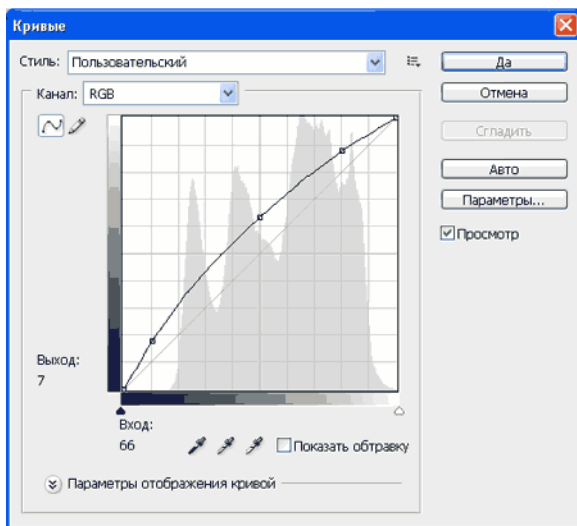 Кривые
Стиль: Пользовательский
Да
Канал: RGB
Отмена
Сгладить
Авто
Параметры...
Просмотр
Выход:
7
Вход:
66
Показать обтравку
Параметры отображения кривой